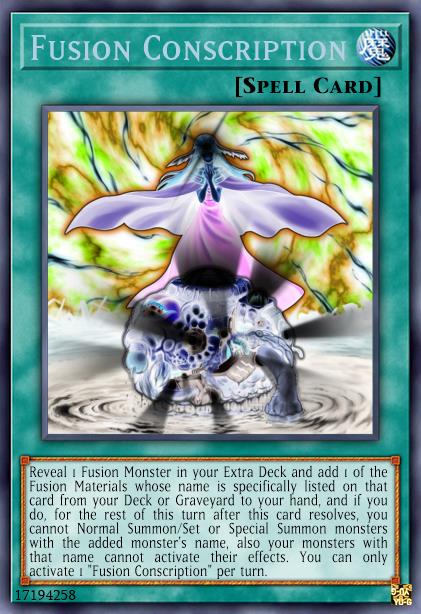 Fusion Conscription 魔
[Spell Card]
Reveal 1 Fusion Monster in your Extra Deck and add 1 of the
Fusion Materials whose name is specifically listed on that
card from your Deck or Graveyard to your hand, and if you
do, for the rest of this turn after this card resolves, you
cannot Normal Summon/Set or Special Summon monsters
with the added monster's name, also your monsters with
that name cannot activate their effects. You can only
activate 1 "Fusion Conscription" per turn.
17194258